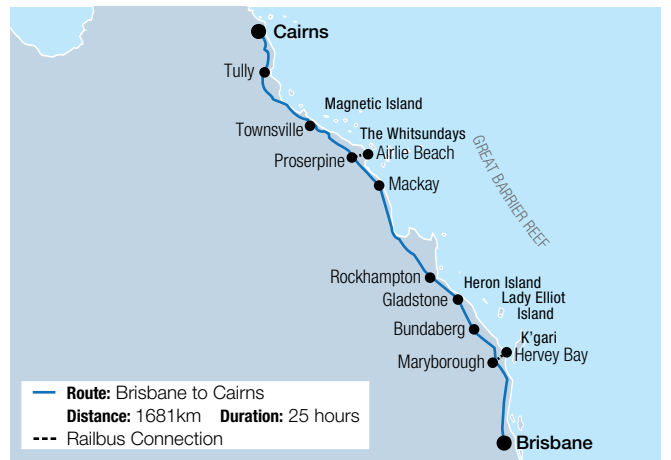 Cairns
Tully
Magnetic Island
Townsville
The Whitsundays
Airlie Beach
Proserpine
Mackay
GREAT BARRIER REEF
Rockhampton
Heron Island
Gladstone
Lady Elliot
Island
Bundaberg
K'gari
Hervey Bay
Maryborough
Route: Brisbane to Cairns
Distance: 1681km Duration: 25 hours
Railbus Connection
Brisbane